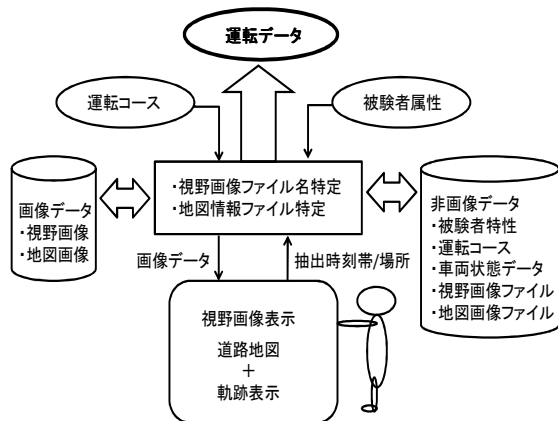 運転データ
運転コース
被験者属性
・視野画像ファイル名特定
・地図情報ファイル特定
画像データ
・視野画像
・地図画像
非画像データ
・被験者特性
・運転コース
・車両状態データ
・視野画像ファイル
・地図画像ファイル
画像データ
抽出時刻帯/場所
視野画像表示
道路地図
+
軌跡表示